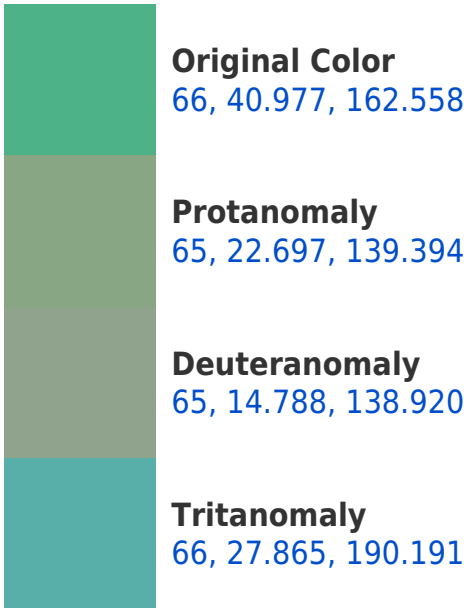 Original Color
66, 40.977, 162.558
Protanomaly
65, 22.697, 139.394
Deuteranomaly
65, 14.788, 138.920
Tritanomaly
66, 27.865, 190.191